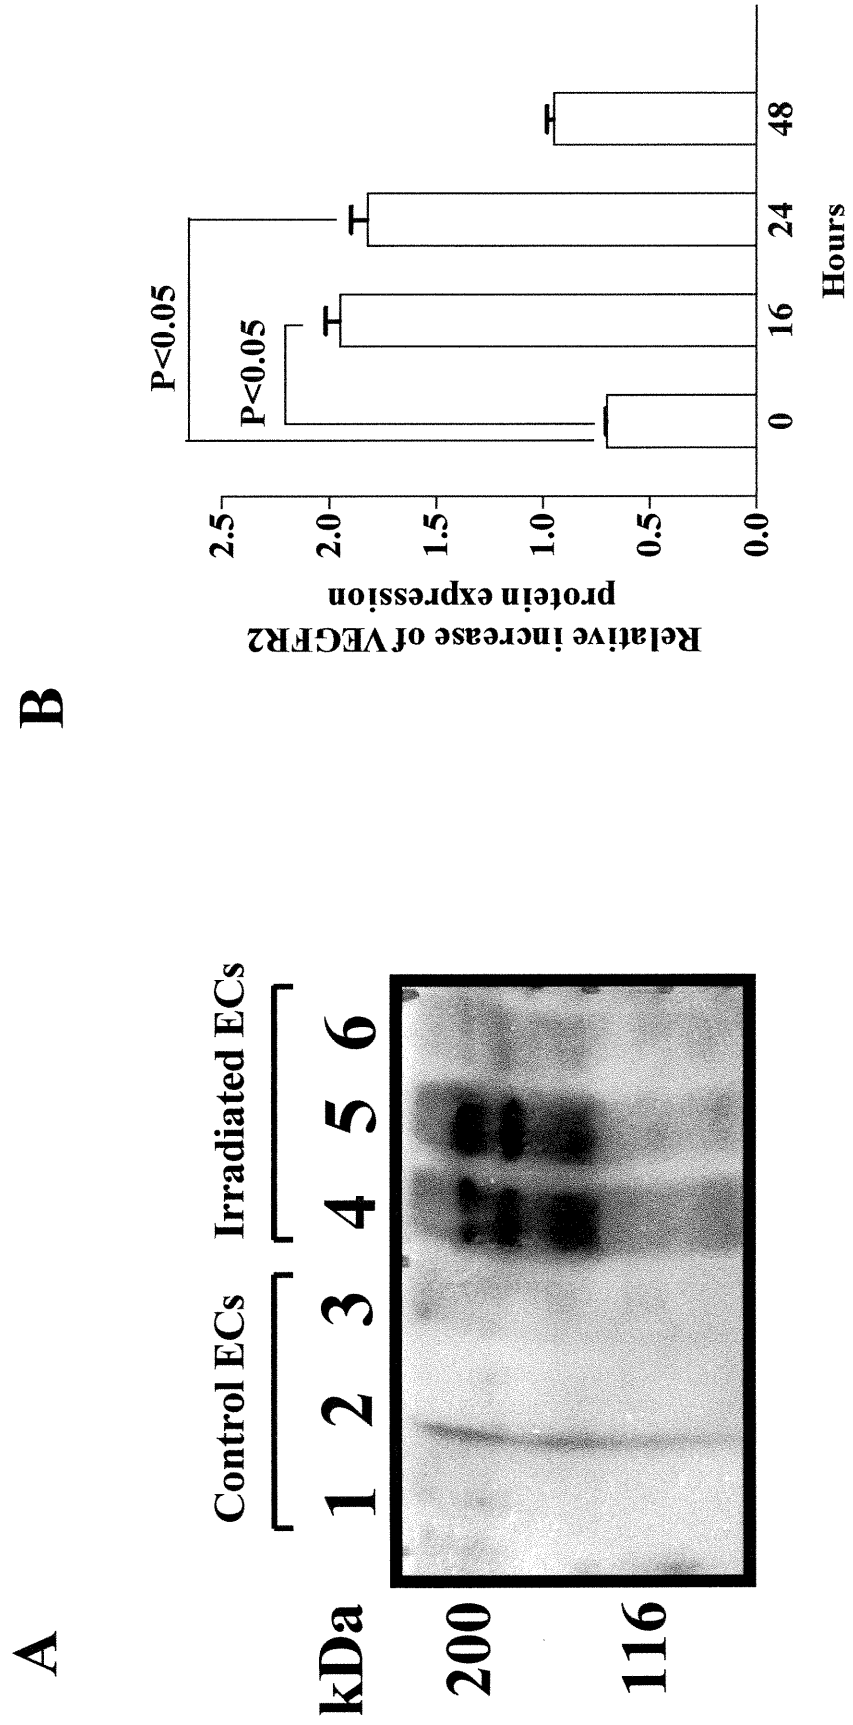 A
Control ECs
Irradiated ECs
kDa
1 2 3 4 5 6
200
116
B
P<0.05
P<0.05
Relative increase of VEGFR2
protein expression
2.5
2.0
1.5
1.0
0.5
0.0
0 16 24 48
Hours